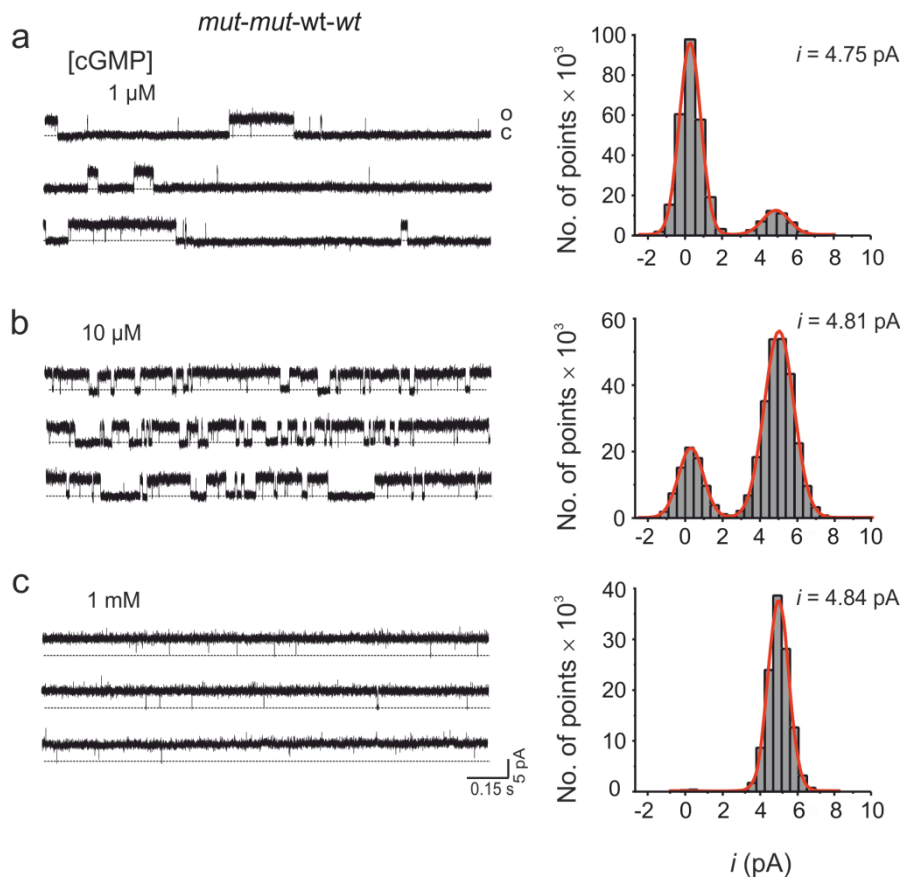 mut-mut-wt-wt
a
[cGMP]
1 µM
O
C
100
80
60
40
20
0
No. of points × 10³
i = 4.75 pA
-2 0 2 4 6 8
b
10 µM
60
40
20
0
No. of points × 10³
i = 4.81 pA
-2 0 2 4 6 8 10
c
1 mM
0.15 s
5 pA
40
30
20
10
0
No. of points × 10³
i = 4.84 pA
-2 0 2 4 6 8 10
i (pA)